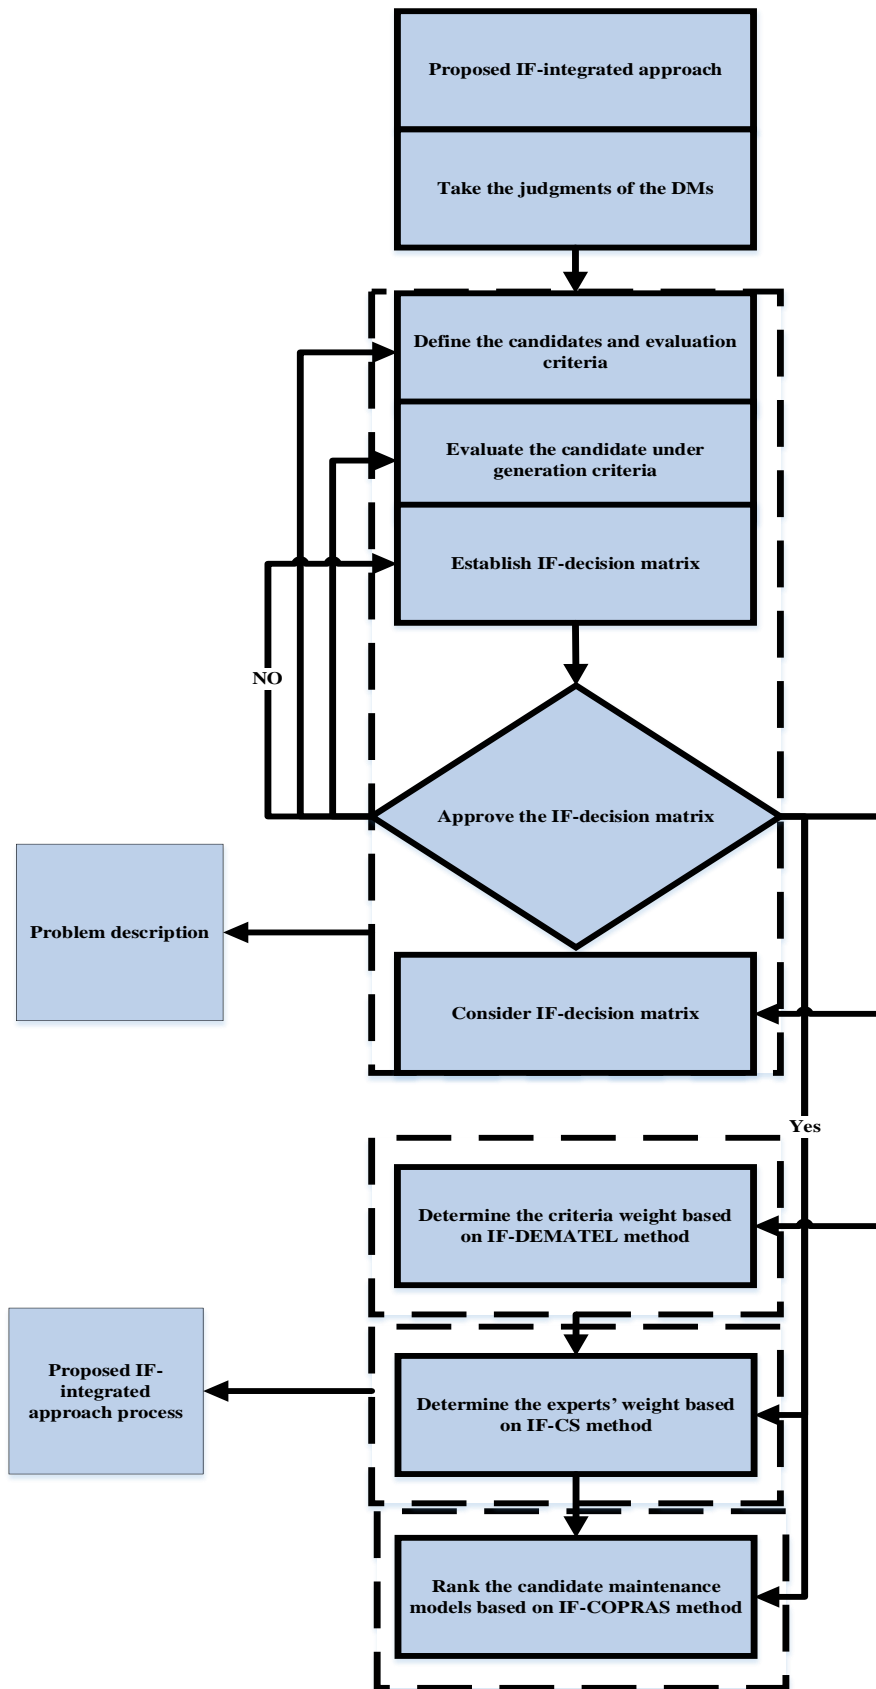 Proposed IF-integrated approach
Take the judgments of the DMs
Define the candidates and evaluation
criteria
Evaluate the candidate under
generation criteria
Establish IF-decision matrix
NO
Approve the IF-decision matrix
Problem description
Consider IF-decision matrix
Yes
Determine the criteria weight based
on IF-DEMATEL method
Proposed IF-
integrated
approach process
Determine the experts’ weight based
on IF-CS method
Rank the candidate maintenance
models based on IF-COPRAS method